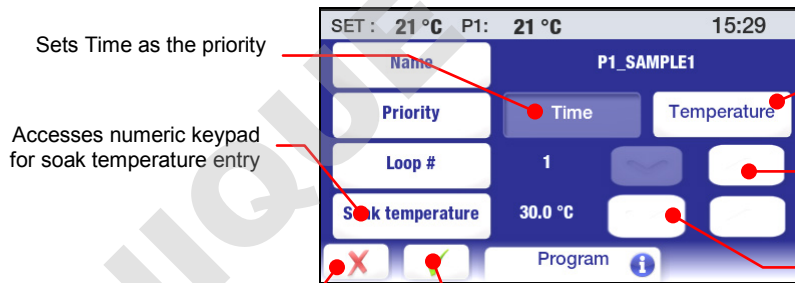 SET : 21 °C P1: 21 °C 15:29
Sets Time as the priority
Name P1_SAMPLE1
Priority Time Temperature
Accesses numeric keypad
for soak temperature entry
Loop # 1
Soak temperature 30.0 °C
Program